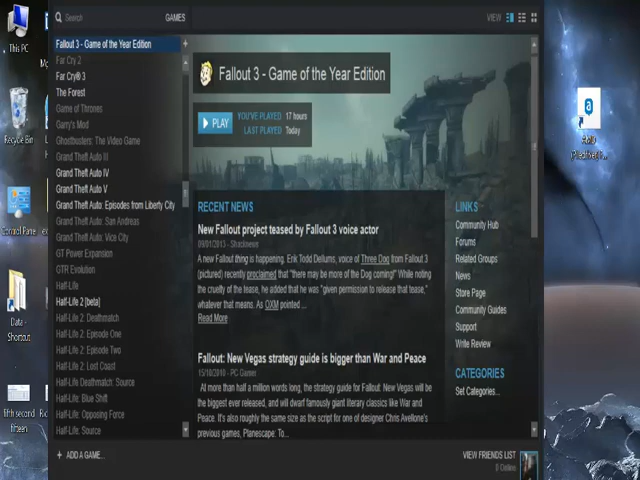 Search
GAMES
VIEW
Fallout 3 - Game of the Year Edition
Far Cry 2
Far Cry® 3
The Forest
Game of Thrones
Garry's Mod
Ghostbusters: The Video Game
Grand Theft Auto III
Grand Theft Auto IV
Grand Theft Auto V
Grand Theft Auto: Episodes from Liberty City
Grand Theft Auto: San Andreas
Grand Theft Auto: Vice City
GT Power Expansion
GTR Evolution
Half-Life
Half-Life 2 [beta]
Half-Life 2: Deathmatch
Half-Life 2: Episode One
Half-Life 2: Episode Two
Half-Life 2: Lost Coast
Half-Life Deathmatch: Source
Half-Life: Blue Shift
Half-Life: Opposing Force
Half-Life: Source
+ ADD A GAME...
Fallout 3 - Game of the Year Edition
PLAY
YOU'VE PLAYED 17 hours
LAST PLAYED Today
RECENT NEWS
New Fallout project teased by Fallout 3 voice actor
09/01/2013 - Shacknews
A new Fallout thing is happening. Erik Todd Dellums, voice of Three Dog from Fallout 3
(pictured) recently proclaimed that "there may be more of the Dog coming!" While noting
the cruelty of the tease, he added that he was "given permission to release that tease,"
whatever that means. As OXM pointed ...
Read More
Fallout: New Vegas strategy guide is bigger than War and Peace
15/10/2010 - PC Games
At more than half a million words long, the strategy guide for Fallout: New Vegas will be
the biggest ever released, and will dwarf famously giant literary classics like War and
Peace. It's also roughly the same size as the script for one of designer Chris Avellone's
previous games, Planescape: To...
LINKS
Community Hub
Forums
Related Groups
News
Store Page
Community Guides
Support
Write Review
CATEGORIES
Set Categories...
VIEW FRIENDS LIST
0 Online
This PC
Recycle Bin
Control Panel
Data -
Shortcut
fifth second
fifteen